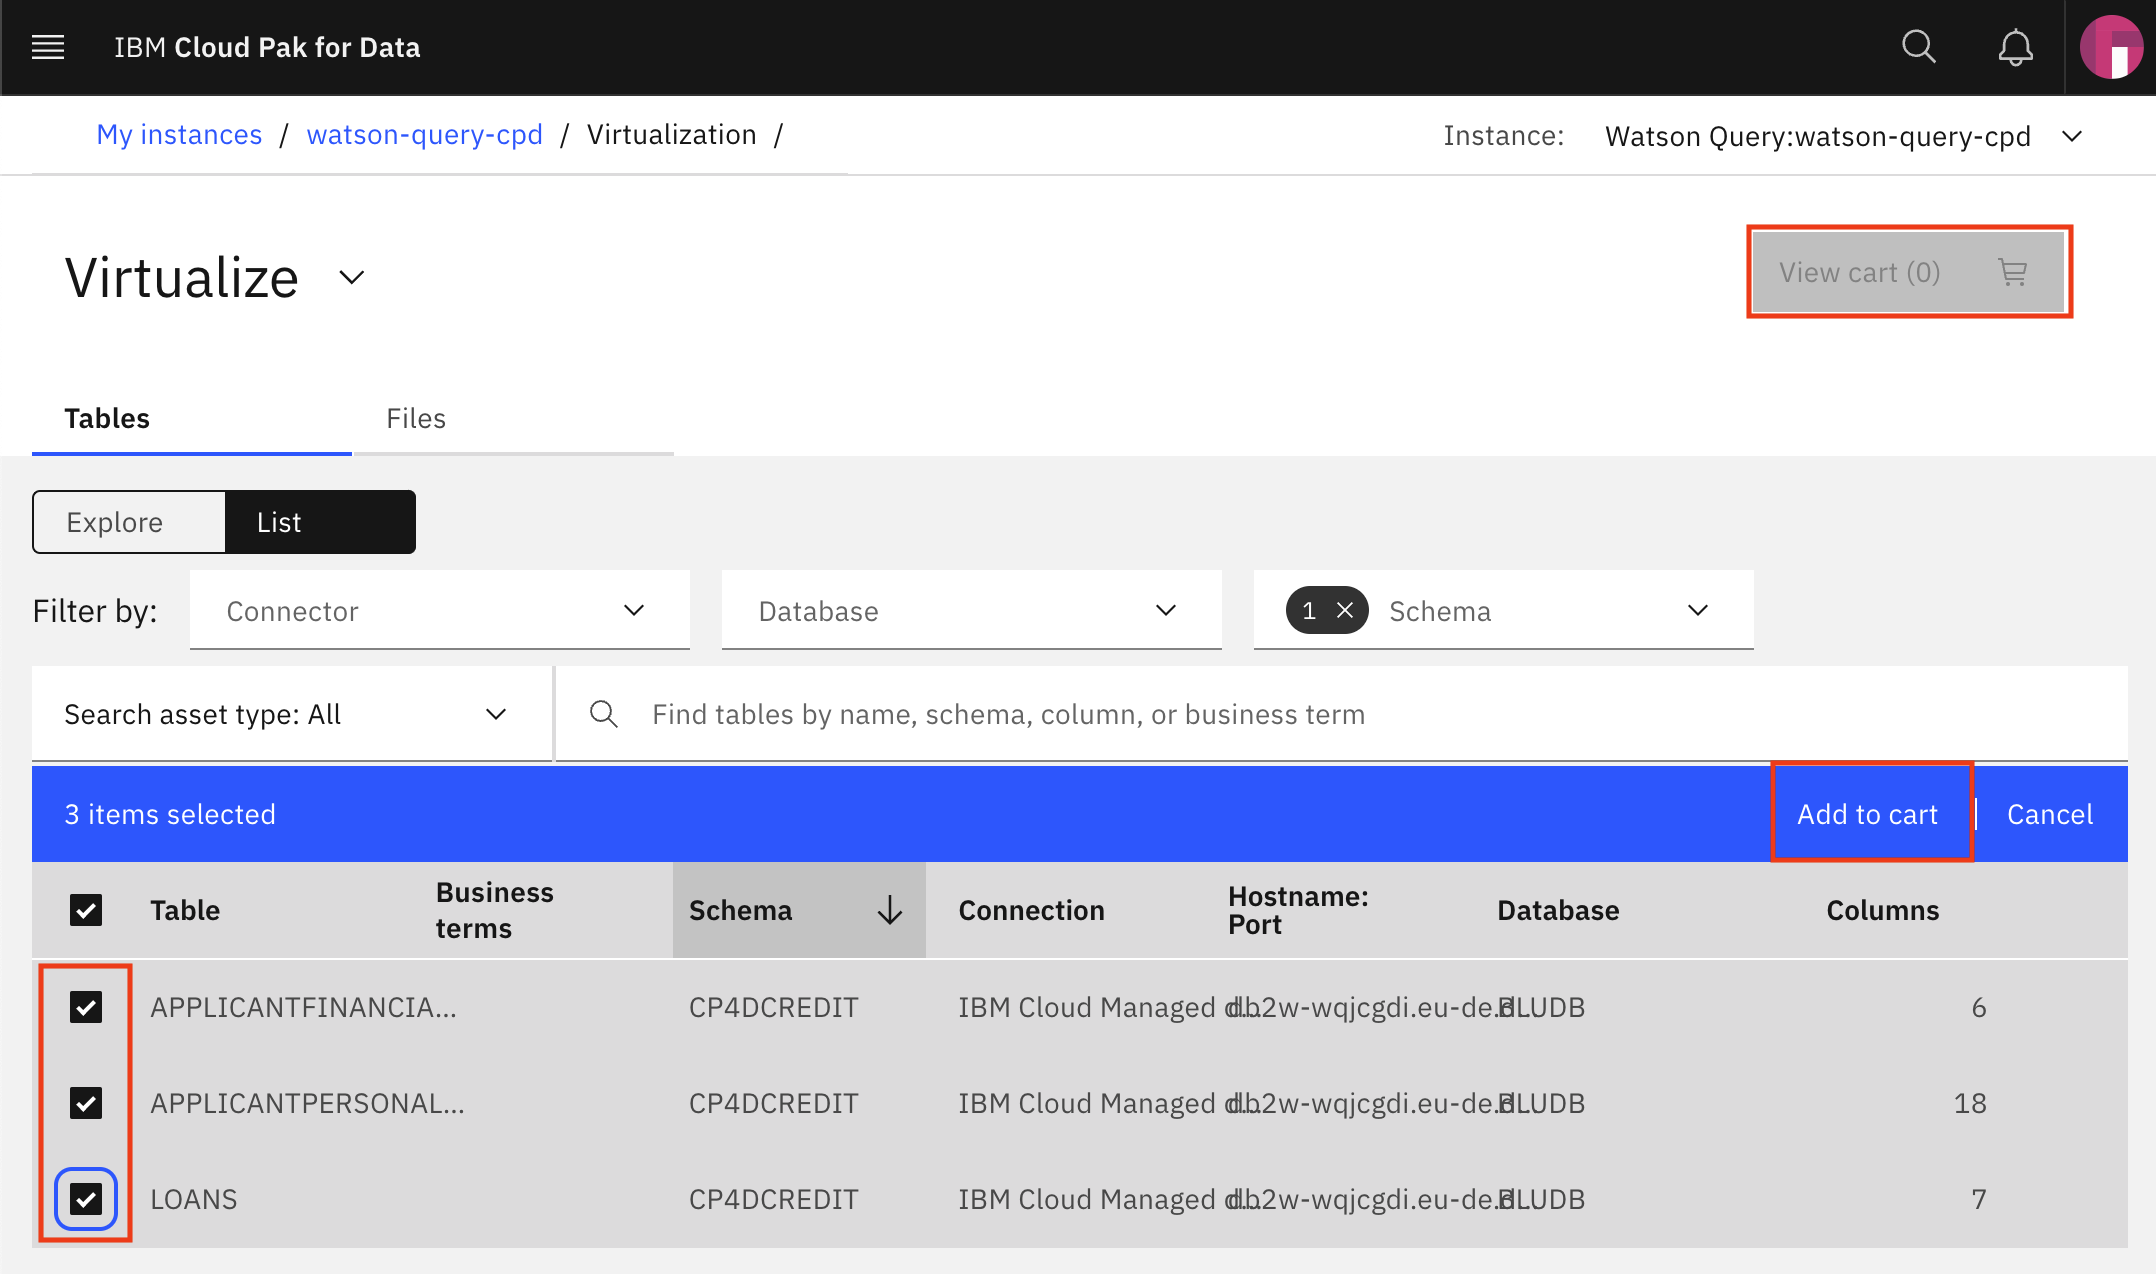 IBM Cloud Pak for Data
My instances / watson-query-cpd / Virtualization /
Instance: Watson Query:watson-query-cpd
Virtualize
View cart (0)
Tables Files
Explore List
Filter by: Connector Database 1 Schema
Search asset type: All Find tables by name, schema, column, or business term
3 items selected Add to cart Cancel
Table Business terms Schema Connection Hostname: Port Database Columns
APPLICANTFINANCIA... CP4DCREDIT IBM Cloud Managed db2w-wqjcgdi.eu-de. BLUDB 6
APPLICANTPERSONAL... CP4DCREDIT IBM Cloud Managed db2w-wqjcgdi.eu-de. BLUDB 18
LOANS CP4DCREDIT IBM Cloud Managed db2w-wqjcgdi.eu-de. BLUDB 7